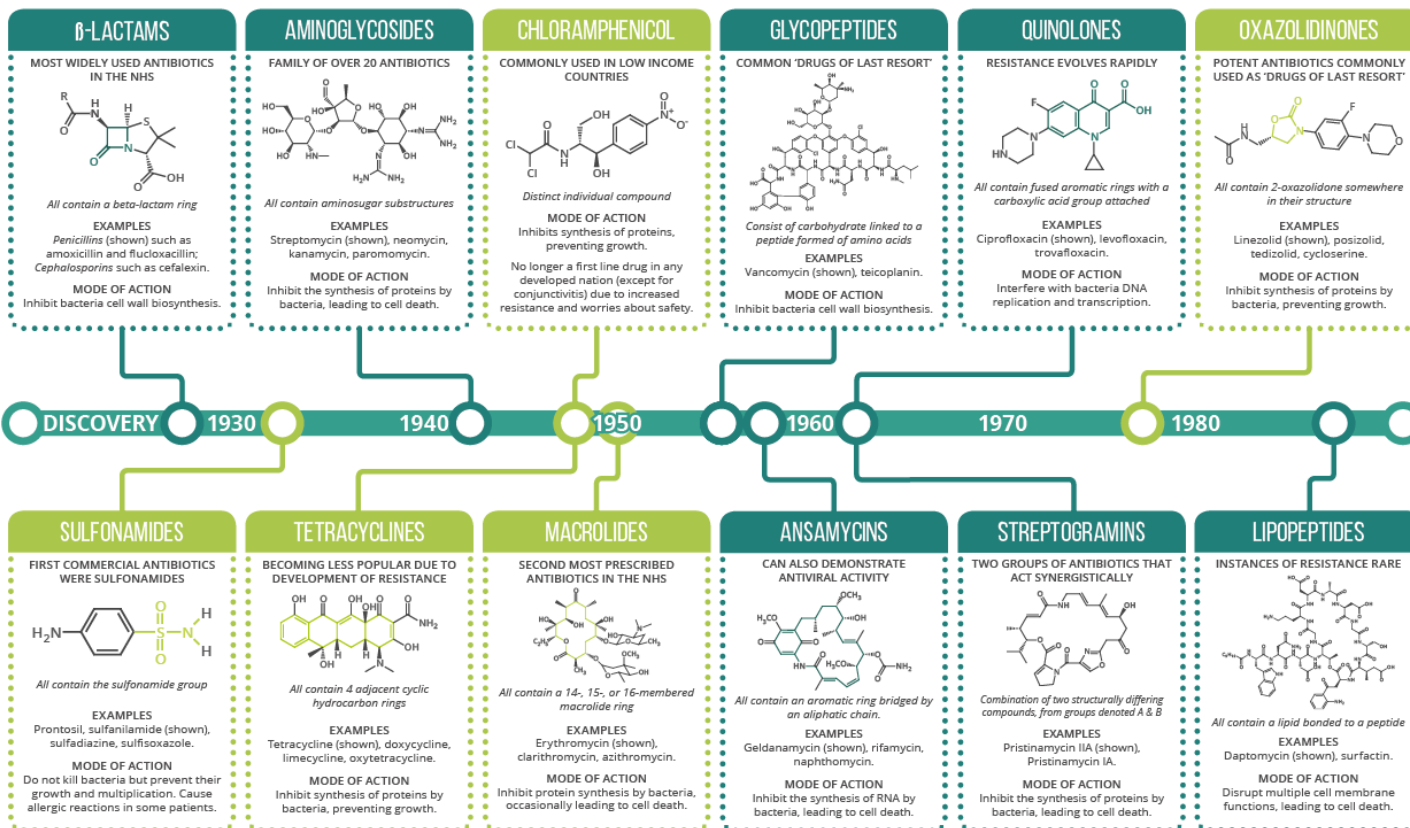 β-LACTAMS
MOST WIDELY USED ANTIBIOTICS
IN THE NHS
R
H
N
H
S
O
N
O
O
OH
All contain a beta-lactam ring
EXAMPLES
Penicillins (shown) such as
amoxicillin and flucloxacillin;
Cephalosporins such as cefalexin.
MODE OF ACTION
Inhibit bacteria cell wall biosynthesis.
AMINOGLYCOSIDES
FAMILY OF OVER 20 ANTIBIOTICS
All contain aminosugar substructures
EXAMPLES
Streptomycin (shown), neomycin,
kanamycin, paromomycin.
MODE OF ACTION
Inhibit the synthesis of proteins by
bacteria, leading to cell death.
CHLORAMPHENICOL
COMMONLY USED IN LOW INCOME
COUNTRIES
Distinct individual compound
MODE OF ACTION
Inhibits synthesis of proteins,
preventing growth.
No longer a first line drug in any
developed nation (except for
conjunctivitis) due to increased
resistance and worries about safety.
GLYCOPEPTIDES
COMMON ‘DRUGS OF LAST RESORT’
Consist of carbohydrate linked to a
peptide formed of amino acids
EXAMPLES
Vancomycin (shown), teicoplanin.
MODE OF ACTION
Inhibit bacteria cell wall biosynthesis.
QUINOLONES
RESISTANCE EVOLVES RAPIDLY
All contain fused aromatic rings with a
carboxylic acid group attached
EXAMPLES
Ciprofloxacin (shown), levofloxacin,
trovafloxacin.
MODE OF ACTION
Interfere with bacteria DNA
replication and transcription.
OXAZOLIDINONES
POTENT ANTIBIOTICS COMMONLY
USED AS ‘DRUGS OF LAST RESORT’
All contain 2-oxazolidone somewhere
in their structure
EXAMPLES
Linezolid (shown), posizolid,
tedizolid, cycloserine.
MODE OF ACTION
Inhibit synthesis of proteins by
bacteria, preventing growth.
DISCOVERY 1930 1940 1950 1960 1970 1980
SULFONAMIDES
FIRST COMMERCIAL ANTIBIOTICS
WERE SULFONAMIDES
H₂N
O
S
O
N
H
H
All contain the sulfonamide group
EXAMPLES
Prontosil, sulfanilamide (shown),
sulfadiazine, sulfisoxazole.
MODE OF ACTION
Do not kill bacteria but prevent their
growth and multiplication. Cause
allergic reactions in some patients.
TETRACYCLINES
BECOMING LESS POPULAR DUE TO
DEVELOPMENT OF RESISTANCE
All contain 4 adjacent cyclic
hydrocarbon rings
EXAMPLES
Tetracycline (shown), doxycycline,
limecycline, oxytetracycline.
MODE OF ACTION
Inhibit synthesis of proteins by
bacteria, preventing growth.
MACROLIDES
SECOND MOST PRESCRIBED
ANTIBIOTICS IN THE NHS
All contain a 14-, 15-, or 16-membered
macrolide ring
EXAMPLES
Erythromycin (shown),
clarithromycin, azithromycin.
MODE OF ACTION
Inhibit protein synthesis by bacteria,
occasionally leading to cell death.
ANSAMYCINS
CAN ALSO DEMONSTRATE
ANTIVIRAL ACTIVITY
All contain an aromatic ring bridged by
an aliphatic chain.
EXAMPLES
Geldanamycin (shown), rifamycin,
naphthomycin.
MODE OF ACTION
Inhibit the synthesis of RNA by
bacteria, leading to cell death.
STREPTOGRAMINS
TWO GROUPS OF ANTIBIOTICS THAT
ACT SYNERGISTICALLY
Combination of two structurally differing
compounds, from groups denoted A & B
EXAMPLES
Pristinamycin IIA (shown),
Pristinamycin IA.
MODE OF ACTION
Inhibit the synthesis of proteins by
bacteria, leading to cell death.
LIPOPEPTIDES
INSTANCES OF RESISTANCE RARE
All contain a lipid bonded to a peptide
EXAMPLES
Daptomycin (shown), surfactin.
MODE OF ACTION
Disrupt multiple cell membrane
functions, leading to cell death.